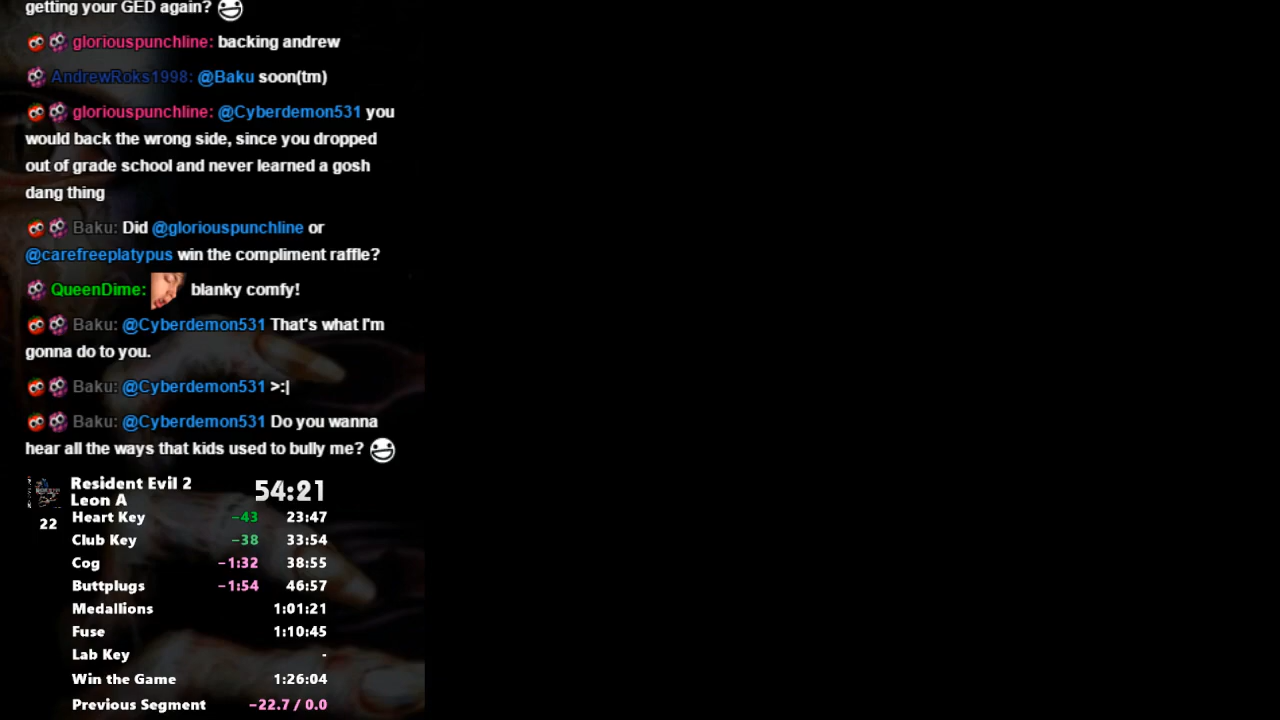 getting your GED again?
gloriouspunchline: backing andrew
AndrewRoks1998: @Baku soon(tm)
gloriouspunchline: @Cyberdemon531 you
would back the wrong side, since you dropped
out of grade school and never learned a gosh
dang thing
Baku: Did @gloriouspunchline or
@carefreeplatypus win the compliment raffle?
QueenDime: blanky comfy!
Baku: @Cyberdemon531 That's what I'm
gonna do to you.
Baku: @Cyberdemon531 >:|
Baku: @Cyberdemon531 Do you wanna
hear all the ways that kids used to bully me?
Resident Evil 2
Leon A
54:21
22
Heart Key -43 23:47
Club Key -38 33:54
Cog -1:32 38:55
Buttplugs -1:54 46:57
Medallions 1:01:21
Fuse 1:10:45
Lab Key -
Win the Game 1:26:04
Previous Segment -22.7 / 0.0